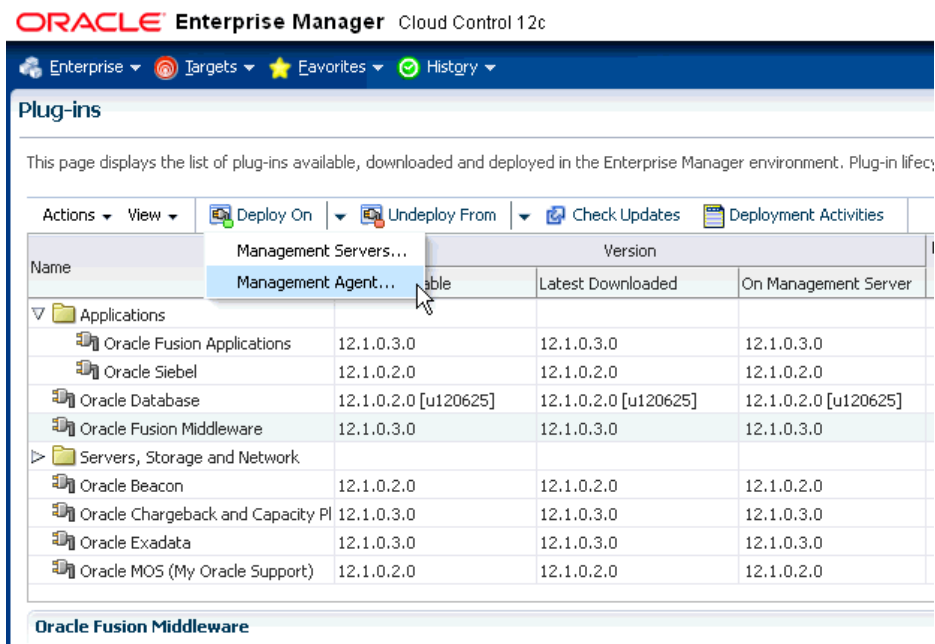 ORACLE Enterprise Manager Cloud Control 12c
Enterprise Targets Favorites History
Plug-ins
This page displays the list of plug-ins available, downloaded and deployed in the Enterprise Manager environment. Plug-in lifecy
Actions View Deploy On Undeploy From Check Updates Deployment Activities
Management Servers...
Management Agent...
Version
Name able Latest Downloaded On Management Server
Applications
Oracle Fusion Applications 12.1.0.3.0 12.1.0.3.0 12.1.0.3.0
Oracle Siebel 12.1.0.2.0 12.1.0.2.0 12.1.0.2.0
Oracle Database 12.1.0.2.0 [u120625] 12.1.0.2.0 [u120625] 12.1.0.2.0 [u120625]
Oracle Fusion Middleware 12.1.0.3.0 12.1.0.3.0 12.1.0.3.0
Servers, Storage and Network
Oracle Beacon 12.1.0.2.0 12.1.0.2.0 12.1.0.2.0
Oracle Chargeback and Capacity Pl 12.1.0.3.0 12.1.0.3.0 12.1.0.3.0
Oracle Exadata 12.1.0.3.0 12.1.0.3.0 12.1.0.3.0
Oracle MOS (My Oracle Support) 12.1.0.2.0 12.1.0.2.0 12.1.0.2.0
Oracle Fusion Middleware